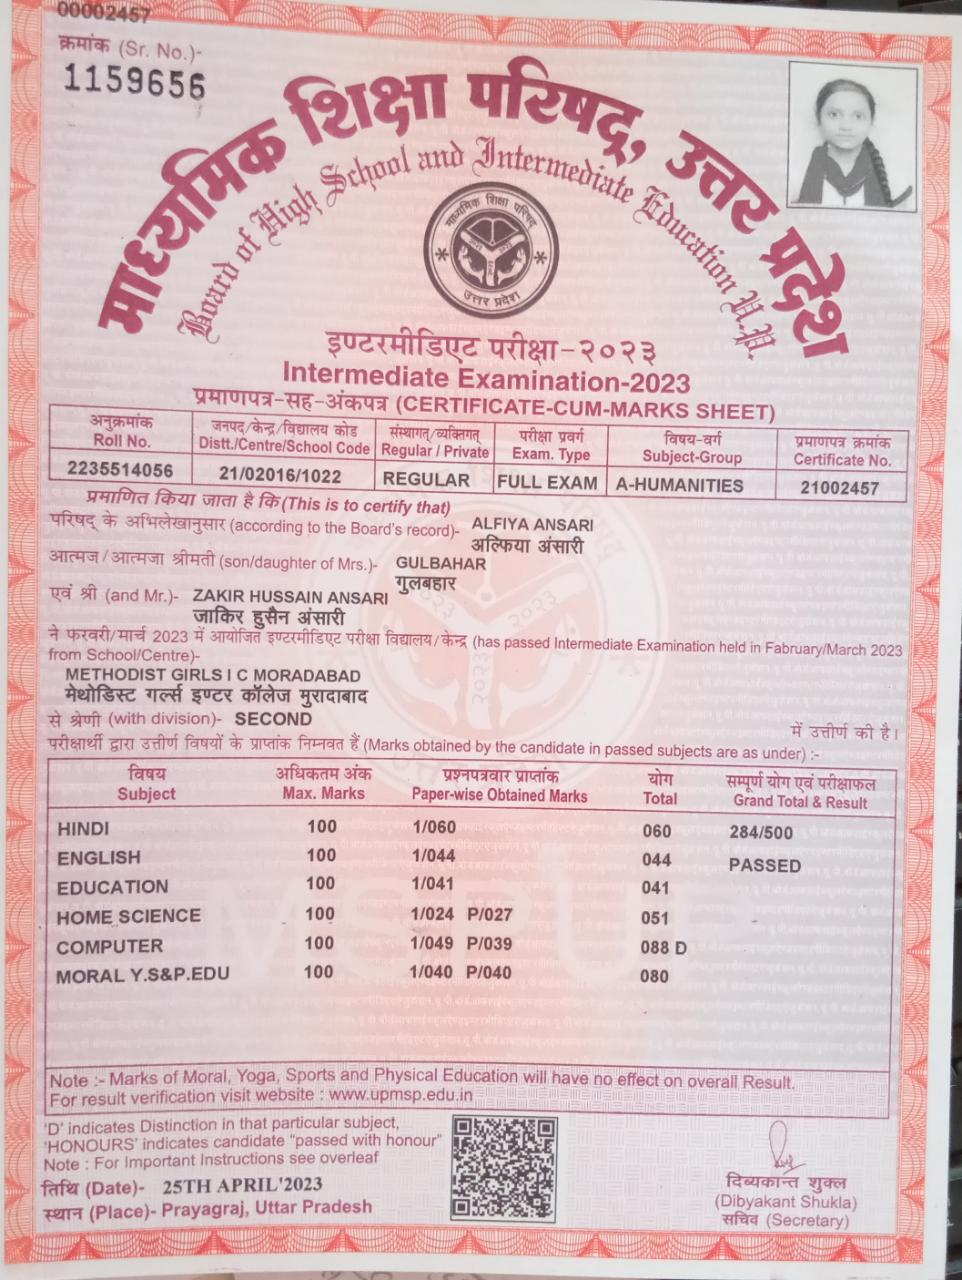 00002457
क्रमांक (Sr. No.)-
1159656
माध्यमिक शिक्षा परिषद्, उत्तर प्रदेश
Board of High School and Intermediate Education U.P.
माध्यमिक शिक्षा परिषद
उत्तर प्रदेश
इण्टरमीडिएट परीक्षा-२०२३
Intermediate Examination-2023
प्रमाणपत्र-सह-अंकपत्र (CERTIFICATE-CUM-MARKS SHEET)
अनुक्रमांक जनपद/केन्द्र/विद्यालय कोड संस्थागत/व्यक्तिगत परीक्षा प्रवर्ग विषय-वर्ग प्रमाणपत्र क्रमांक
Roll No. Distt./Centre/School Code Regular / Private Exam. Type Subject-Group Certificate No.
2235514056 21/02016/1022 REGULAR FULL EXAM A-HUMANITIES 21002457
प्रमाणित किया जाता है कि(This is to certify that)
परिषद् के अभिलेखानुसार (according to the Board's record)- ALFIYA ANSARI
अल्फिया अंसारी
आत्मज/आत्मजा श्रीमती (son/daughter of Mrs.)- GULBAHAR
गुलबहार
एवं श्री (and Mr.)- ZAKIR HUSSAIN ANSARI
जाकिर हुसैन अंसारी
ने फरवरी/मार्च 2023 में आयोजित इण्टरमीडिएट परीक्षा विद्यालय/केन्द्र (has passed Intermediate Examination held in Fabruary/March 2023
from School/Centre)-
METHODIST GIRLS I C MORADABAD
मेथोडिस्ट गर्ल्स इण्टर कॉलेज मुरादाबाद
से श्रेणी (with division)- SECOND में उत्तीर्ण की है।
परीक्षार्थी द्वारा उत्तीर्ण विषयों के प्राप्तांक निम्नवत हैं (Marks obtained by the candidate in passed subjects are as under) :-
विषय अधिकतम अंक प्रश्नपत्रवार प्राप्तांक योग सम्पूर्ण योग एवं परीक्षाफल
Subject Max. Marks Paper-wise Obtained Marks Total Grand Total & Result
HINDI 100 1/060 060 284/500
ENGLISH 100 1/044 044 PASSED
EDUCATION 100 1/041 041
HOME SCIENCE 100 1/024 P/027 051
COMPUTER 100 1/049 P/039 088 D
MORAL Y.S&P.EDU 100 1/040 P/040 080
Note :- Marks of Moral, Yoga, Sports and Physical Education will have no effect on overall Result.
For result verification visit website : www.upmsp.edu.in
'D' indicates Distinction in that particular subject,
'HONOURS' indicates candidate "passed with honour"
Note : For Important Instructions see overleaf
तिथि (Date)- 25TH APRIL'2023
स्थान (Place)- Prayagraj, Uttar Pradesh
दिब्यकान्त शुक्ल
(Dibyakant Shukla)
सचिव (Secretary)